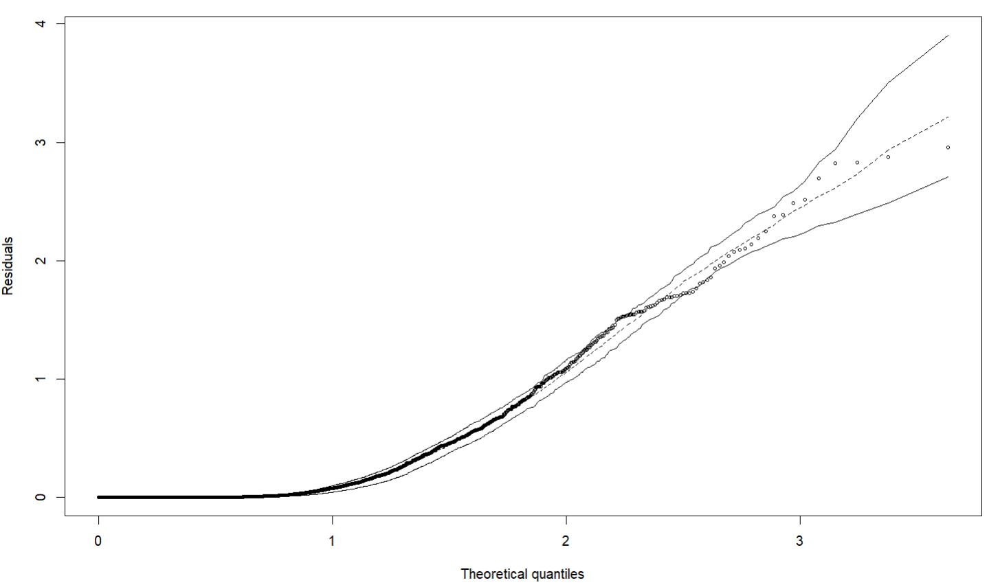 4
3
2
1
0
Residuals
0 1 2 3
Theoretical quantiles